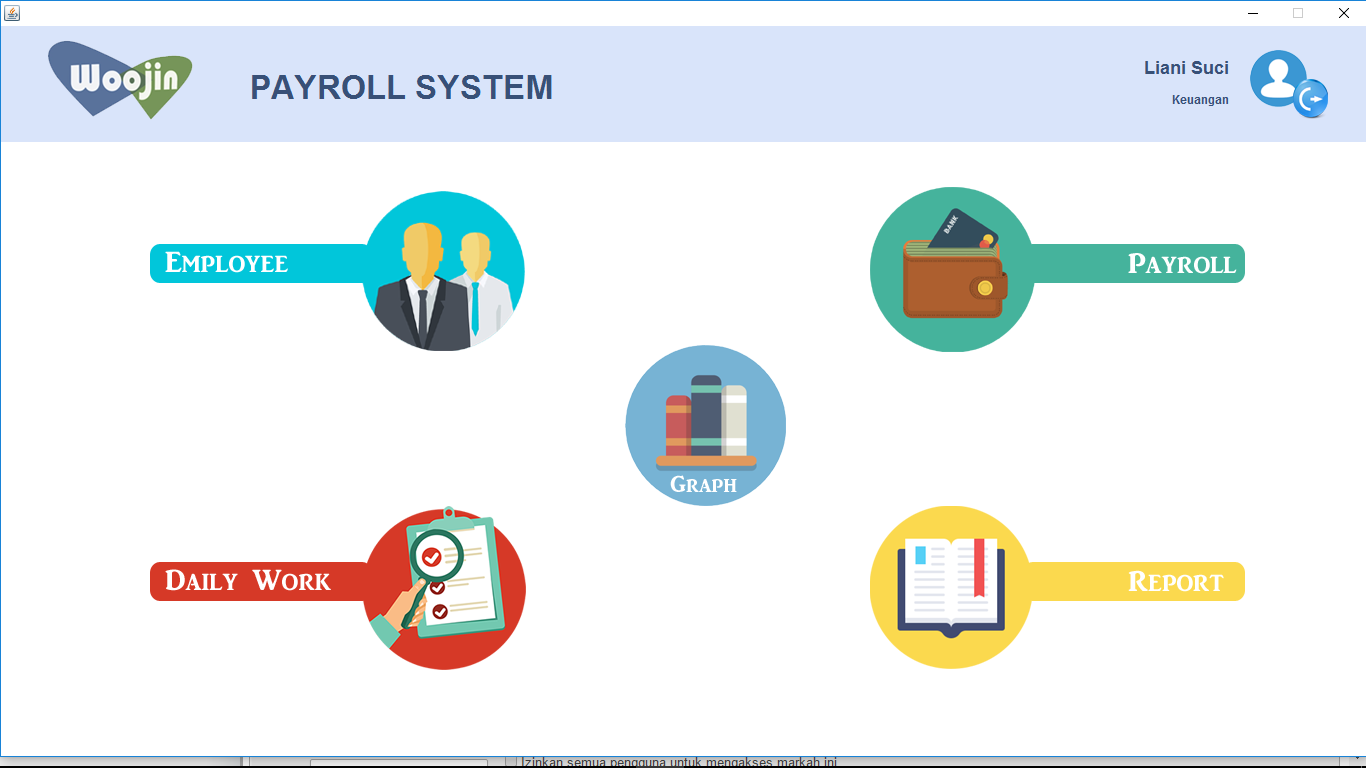 Woojin
PAYROLL SYSTEM
Liani Suci
Keuangan
EMPLOYEE
BANK
PAYROLL
GRAPH
DAILY WORK
REPORT
Izinkan semua pengguna untuk mengakses markah ini